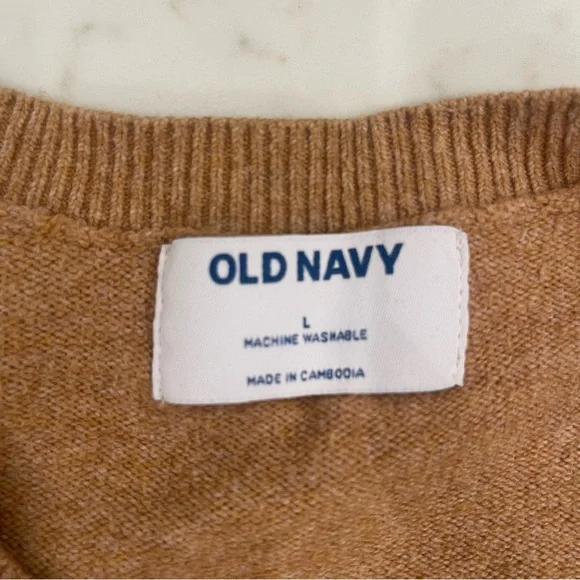 OLD NAVY
L
MACHINE WASHABLE
MADE IN CAMBODIA